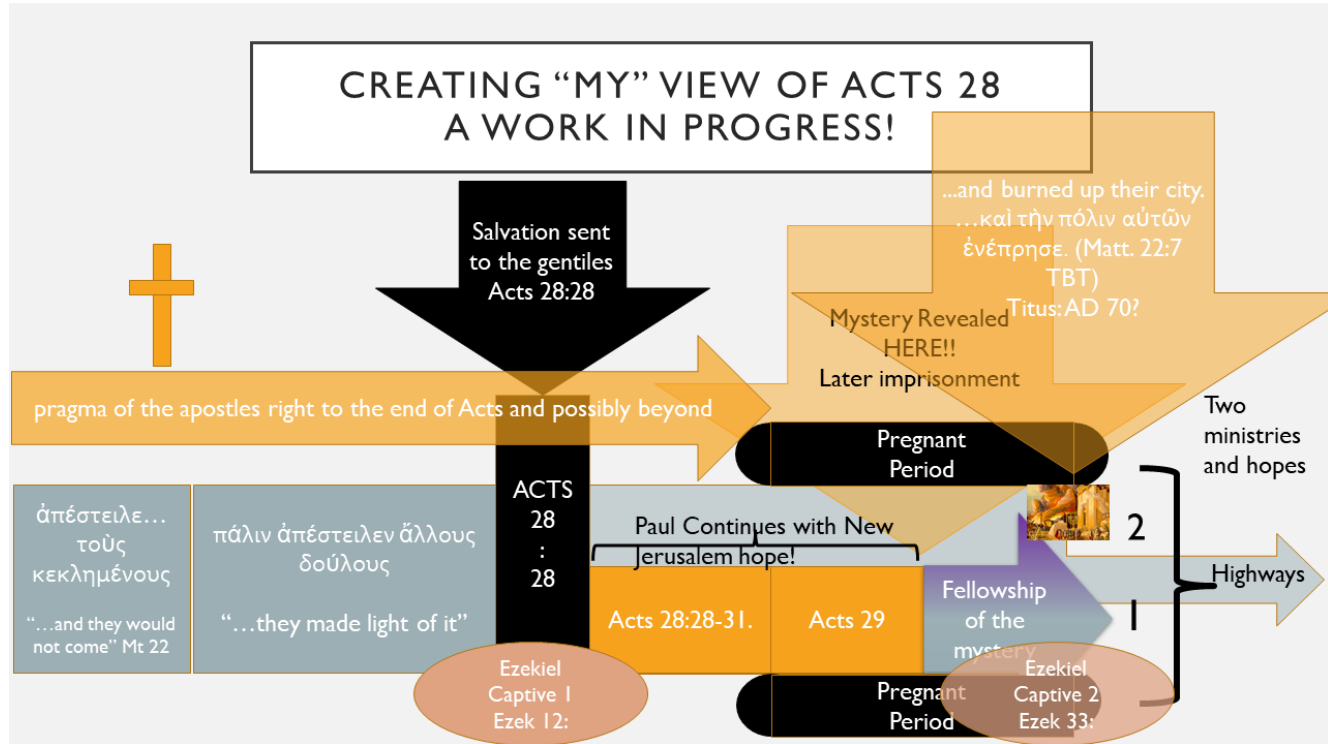 CREATING “MY” VIEW OF ACTS 28
A WORK IN PROGRESS!
Salvation sent
to the gentiles
Acts 28:28
...and burned up their city.
…καὶ τὴν πόλιν αὐτῶν
ἐνέπρησε. (Matt. 22:7
TBT)
Titus: AD 70?
Mystery Revealed
HERE!!
Later imprisonment
pragma of the apostles right to the end of Acts and possibly beyond
Pregnant
Period
Two
ministries
and hopes
ἀπέστειλε…
τοὺς
κεκλημένους
“…and they would
not come” Mt 22
πάλιν ἀπέστειλεν ἄλλους
δούλους
“…they made light of it”
ACTS
28
:
28
Paul Continues with New
Jerusalem hope!
Acts 28:28-31.
Acts 29
Fellowship
of the
mystery
2
1
Highways
Ezekiel
Captive 1
Ezek 12:
Pregnant
Period
Ezekiel
Captive 2
Ezek 33: